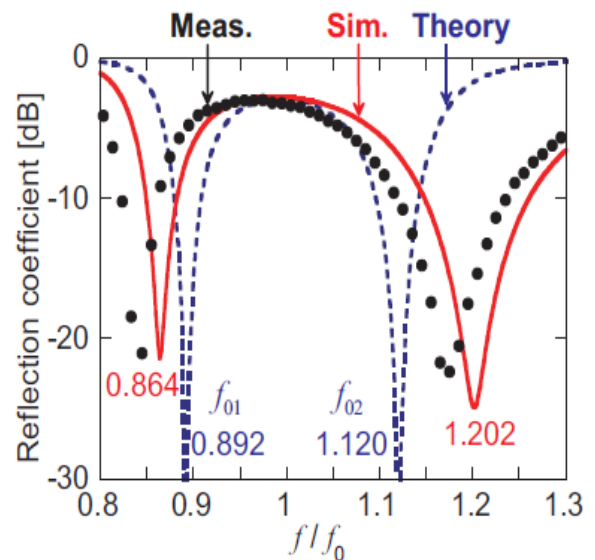 Meas. Sim. Theory
Reflection coefficient [dB]
0
-10
-20
-30
0.864
f01
0.892
f02
1.120
1.202
0.8 0.9 1 1.1 1.2 1.3
f / f0